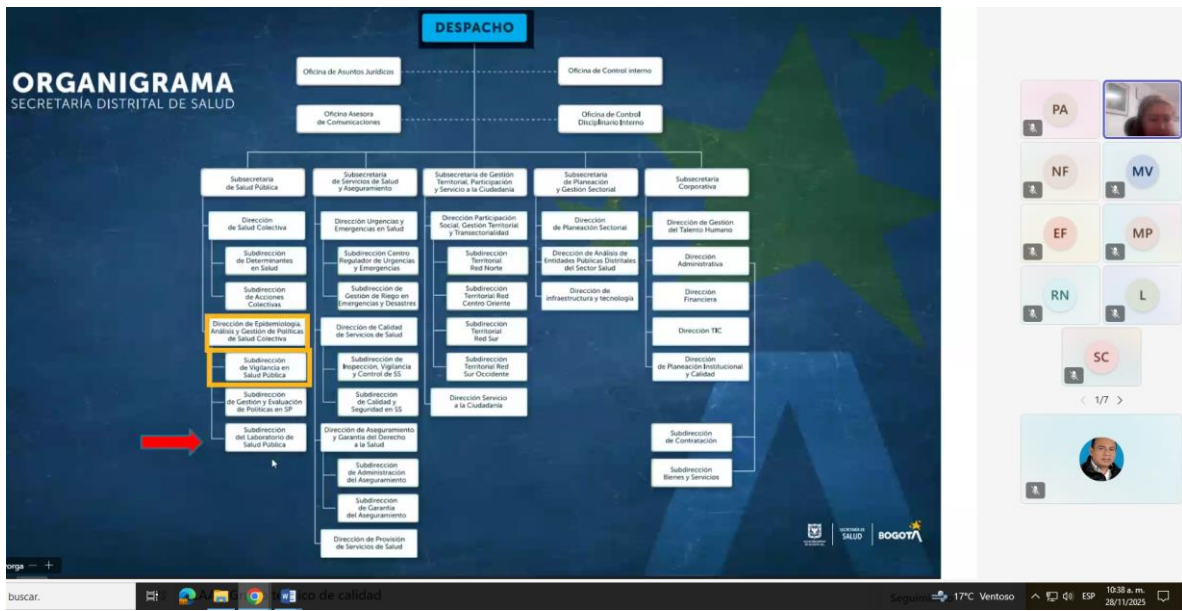 DESPACHO
ORGANIGRAMA
SECRETARÍA DISTRITAL DE SALUD
Oficina de Asuntos Jurídicos
Oficina de Control interno
Oficina Asesora
de Comunicaciones
Oficina de Control
Disciplinario Interno
Subsecretaría
de Salud Pública
Subsecretaría
de Servicios de Salud
y Aseguramiento
Subsecretaría de Gestión
Territorial, Participación
y Servicio a la Ciudadanía
Subsecretaría
de Planeación
y Gestión Sectorial
Subsecretaría
Corporativa
Dirección
de Salud Colectiva
Subdirección
de Determinantes
en Salud
Subdirección
de Acciones
Colectivas
Dirección de Epidemiología,
Análisis y Gestión de Políticas
de Salud Colectiva
Subdirección
de Vigilancia en
Salud Pública
Subdirección
de Gestión y Evaluación
de Políticas en SP
Subdirección
del Laboratorio de
Salud Pública
Dirección Urgencias y
Emergencias en Salud
Subdirección Centro
Regulador de Urgencias
y Emergencias
Subdirección de
Gestión de Riego en
Emergencias y Desastres
Dirección de Calidad
de Servicios de Salud
Subdirección de
Inspección, Vigilancia
y Control de SS
Subdirección
de Calidad y
Seguridad en SS
Dirección de Aseguramiento
y Garantía del Derecho
a la Salud
Subdirección
de Administración
del Aseguramiento
Subdirección
de Garantía
del Aseguramiento
Dirección de Provisión
de Servicios de Salud
Dirección Participación
Social, Gestión Territorial
y Transectorialidad
Subdirección
Territorial
Red Norte
Subdirección
Territorial Red
Centro Oriente
Subdirección
Territorial
Red Sur
Subdirección
Territorial Red
Sur Occidente
Dirección Servicio
a la Ciudadanía
Dirección
de Planeación Sectorial
Dirección de Análisis de
Entidades Públicas Distritales
del Sector Salud
Dirección de
infraestructura y tecnología
Dirección de Gestión
del Talento Humano
Dirección
Administrativa
Dirección
Financiera
Dirección TIC
Dirección
de Planeación Institucional
y Calidad
Subdirección
de Contratación
Subdirección
Bienes y Servicios
SALUD
BOGOTÁ
PA
NF
MV
EF
MP
RN
L
SC
1/7
buscar.
de calidad
17°C Ventoso
ESP
10:38 a. m.
28/11/2025